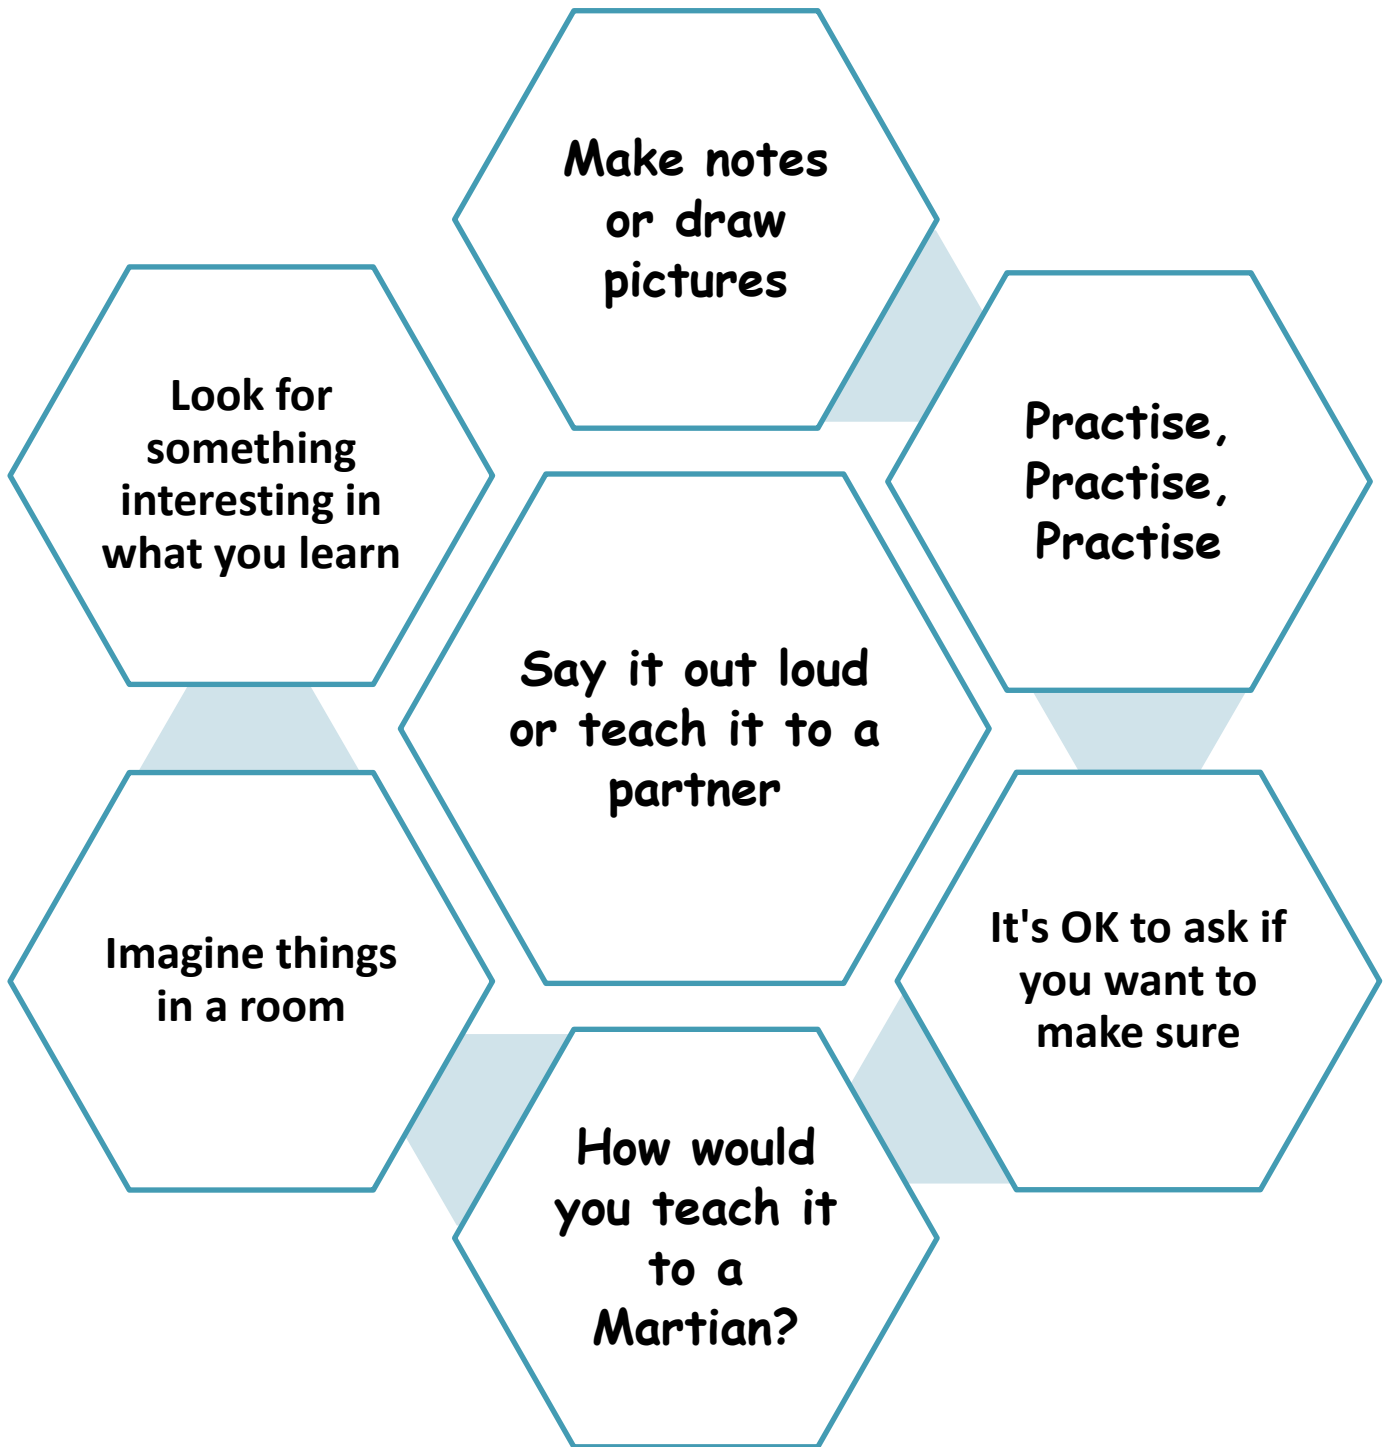 Make notes
or draw
pictures
Look for
something
interesting in
what you learn
Practise,
Practise,
Practise
Say it out loud
or teach it to a
partner
Imagine things
in a room
It's OK to ask if
you want to
make sure
How would
you teach it
to a
Martian?